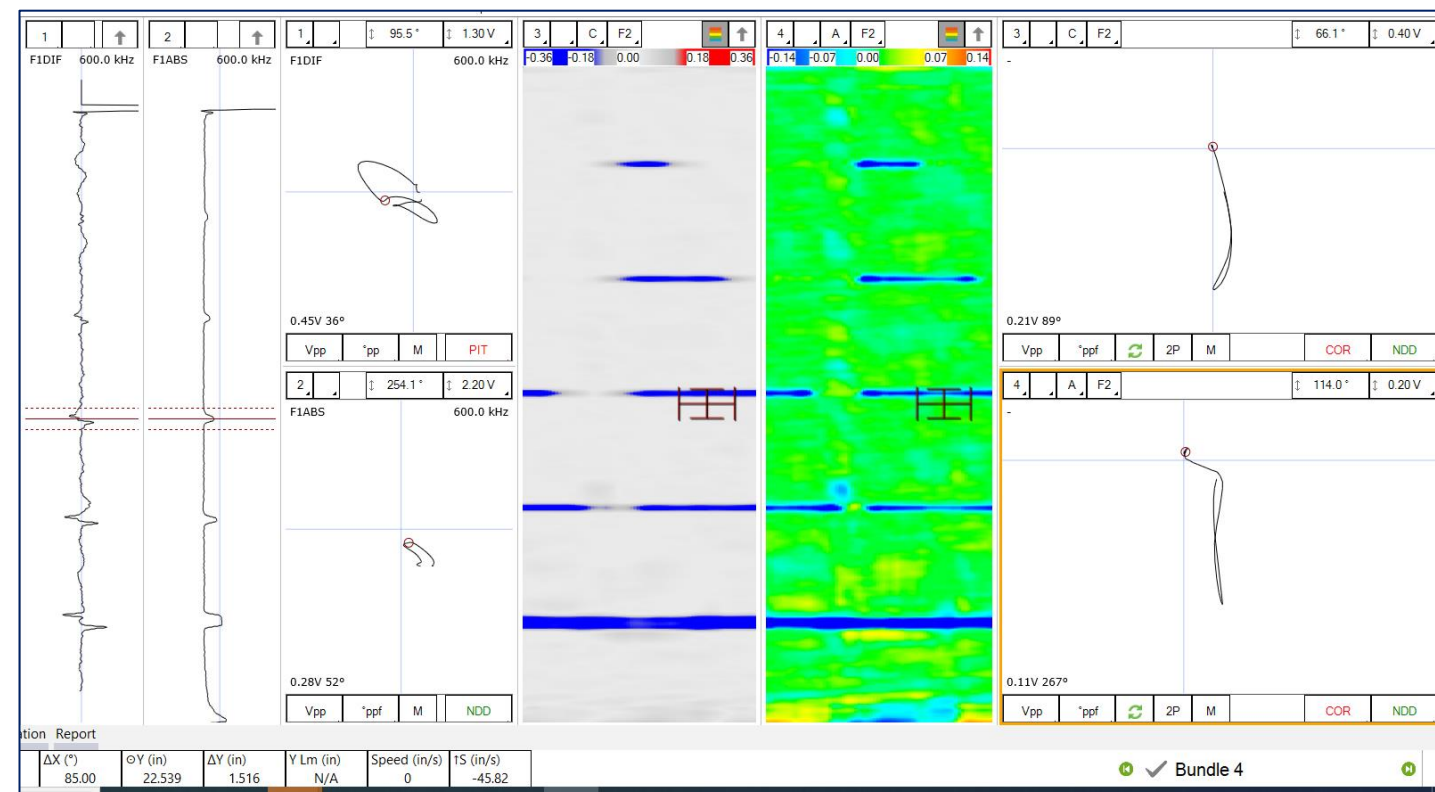 1 2 1 ↕ 95.5 ° ↕ 1.30 V 3 C F2 4 A F2 3 C F2 ↕ 66.1 ° ↕ 0.40 V
F1DIF 600.0 kHz F1ABS 600.0 kHz F1DIF 600.0 kHz -0.36 -0.18 0.00 0.18 0.36 -0.14 -0.07 0.00 0.07 0.14 -
0.45V 36° 0.21V 89°
Vpp °pp M PIT Vpp °ppf 2P M COR NDD
2 ↕ 254.1 ° ↕ 2.20 V 4 A F2 ↕ 114.0 ° ↕ 0.20 V
F1ABS 600.0 kHz -
0.28V 52° 0.11V 267°
Vpp °ppf M NDD Vpp °ppf 2P M COR NDD
tion Report
ΔX (°) ⊙Y (in) ΔY (in) Y Lm (in) Speed (in/s) ↑S (in/s)
85.00 22.539 1.516 N/A 0 -45.82 Bundle 4